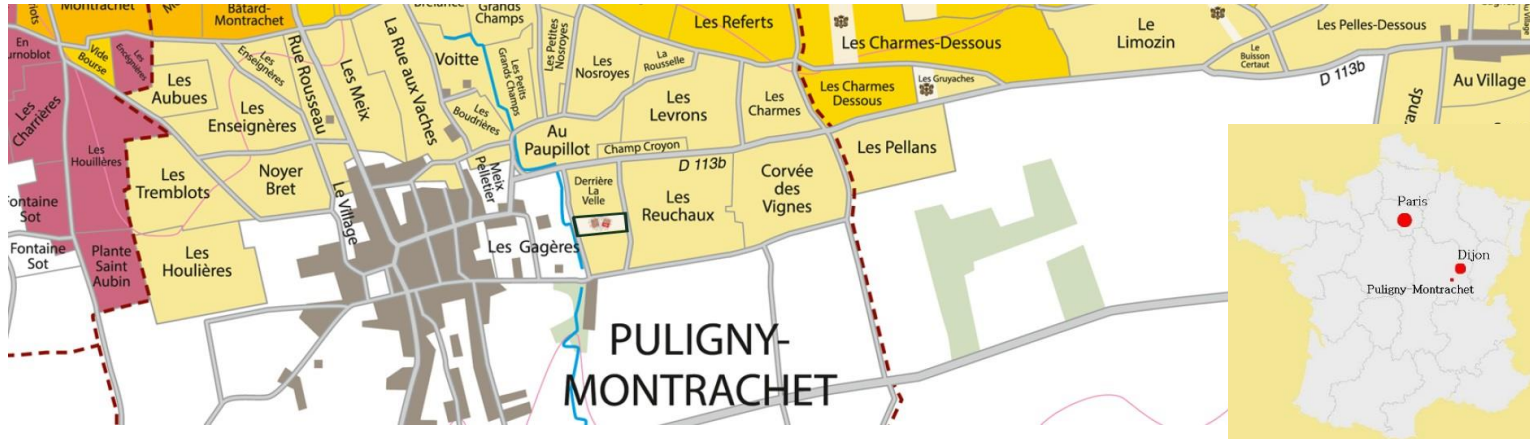 Montrachet
Bâtard-
Montrachet
Grands
Champs
Les Referts
Les Charmes-Dessous
Le
Limozin
Les Pelles-Dessous
Le
Buisson
Certaut
D 113b
Au Village
En
Vide
Bourse
Les
Encégnières
Les
Enseignères
Rue Rousseau
Les Meix
La Rue aux Vaches
Voitte
Les Petits
Grands Champs
Les Petites
Nosroyes
Les
Nosroyes
La
Rousselle
Les
Aubues
Les
Enseignères
Les
Boudrières
Les
Levrons
Les
Charmes
Les Charmes
Dessous
Les Gruyaches
Les
Charrières
Les
Houillères
Les
Tremblots
Noyer
Bret
Le Village
Meix
Pelletier
Au
Paupillot
Champ Croyon
D 113b
Les Pellans
Derrière
La
Velle
Les
Reuchaux
Corvée
des
Vignes
Fontaine
Sot
Fontaine
Sot
Plante
Saint
Aubin
Les
Houlières
Les Gagères
PULIGNY-
MONTRACHET
Paris
Dijon
Puligny-Montrachet